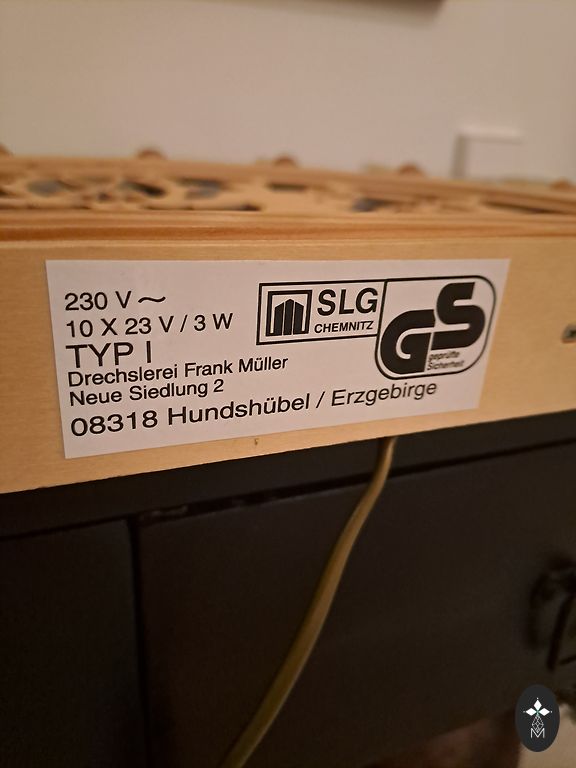 230 V ~
10 X 23 V / 3 W
TYP I
Drechslerei Frank Müller
Neue Siedlung 2
08318 Hundshübel / Erzgebirge
SLG
CHEMNITZ
GS
geprüfte
Sicherheit
M